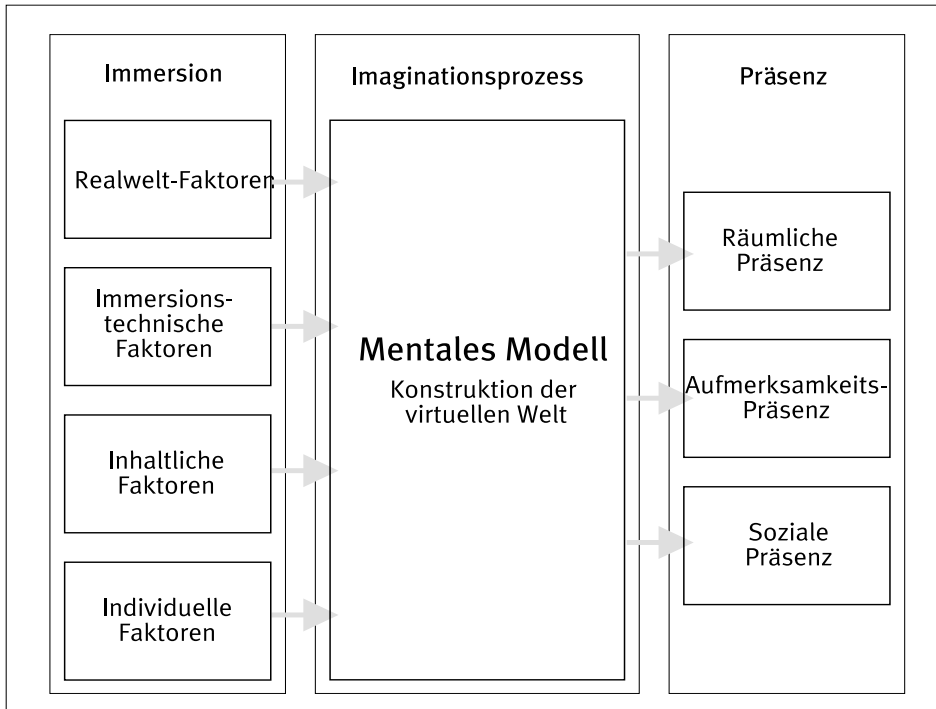 Immersion
Realwelt-Faktoren
Immersions-
technische
Faktoren
Inhaltliche
Faktoren
Individuelle
Faktoren
Imaginationsprozess
Mentales Modell
Konstruktion der
virtuellen Welt
Präsenz
Räumliche
Präsenz
Aufmerksamkeits-
Präsenz
Soziale
Präsenz